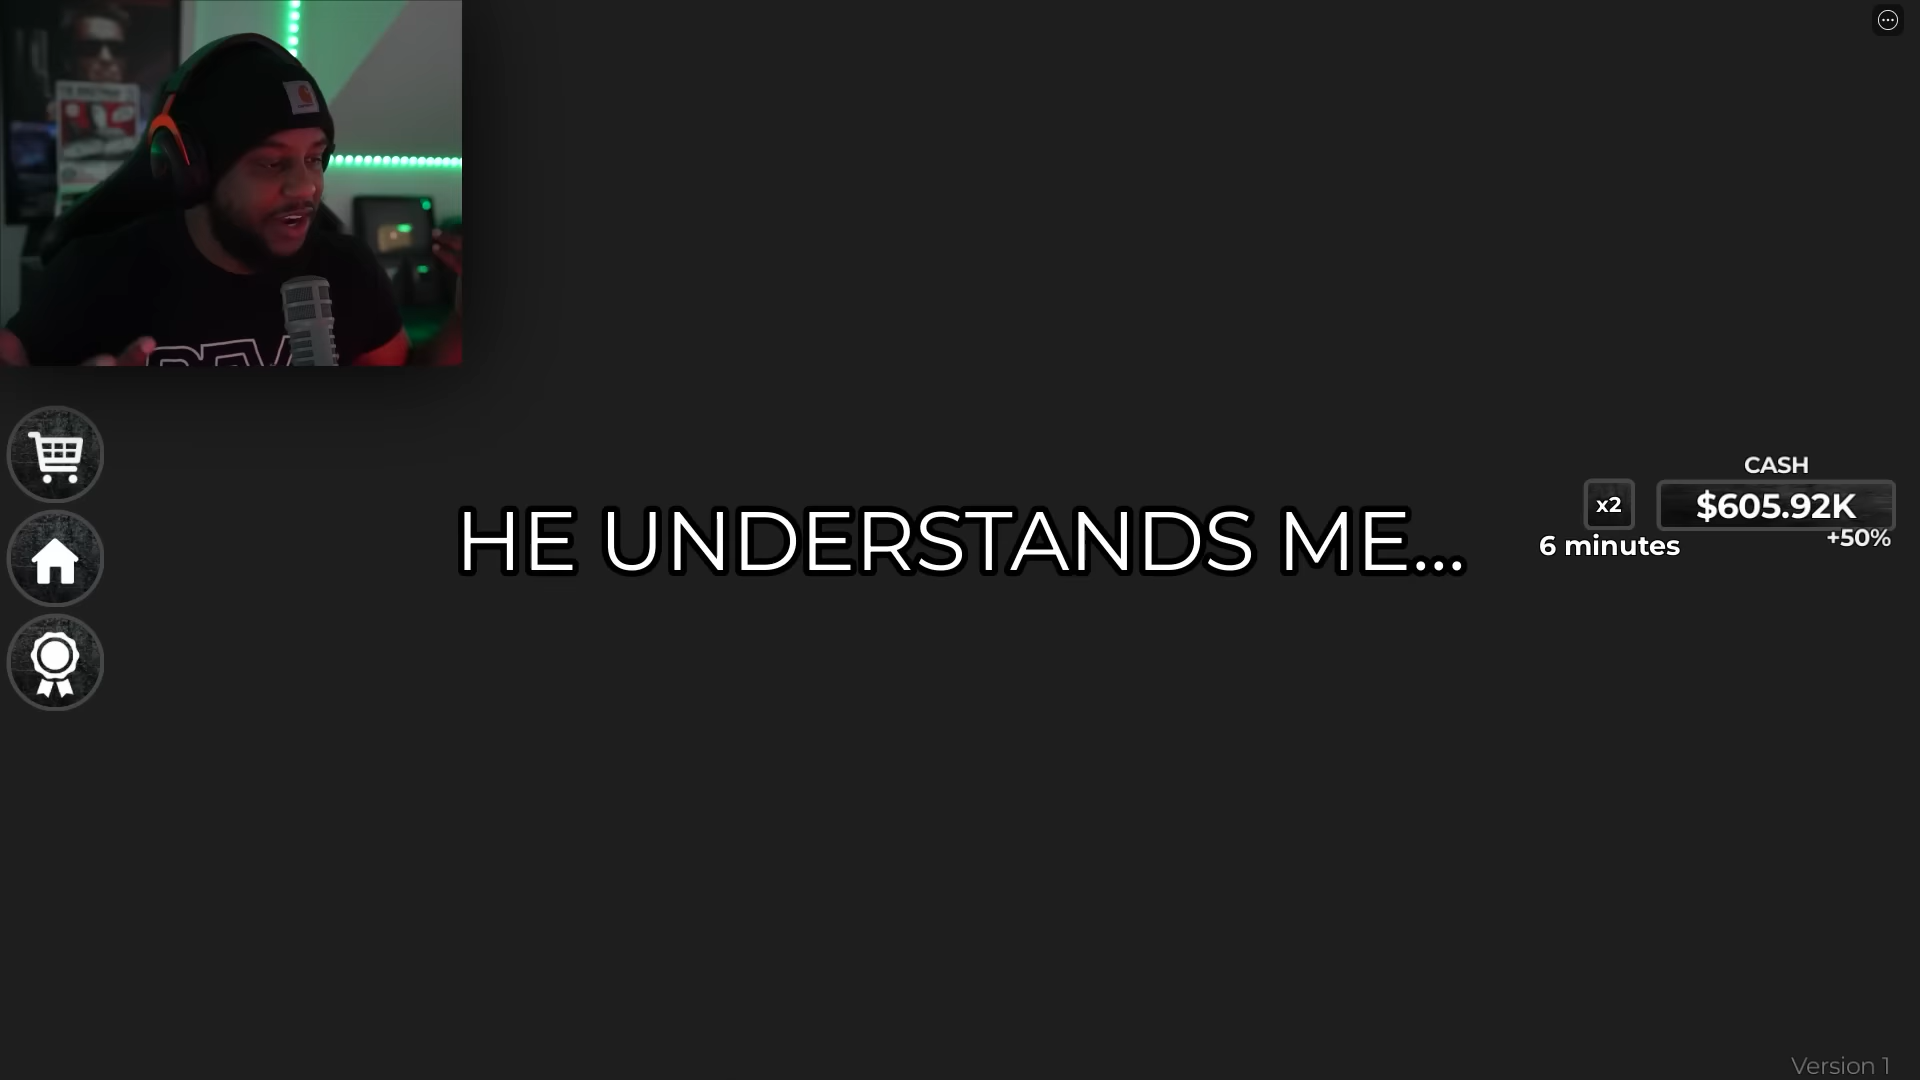 CASH
x2
$605.92K
+50%
6 minutes
HE UNDERSTANDS ME...
Version 1